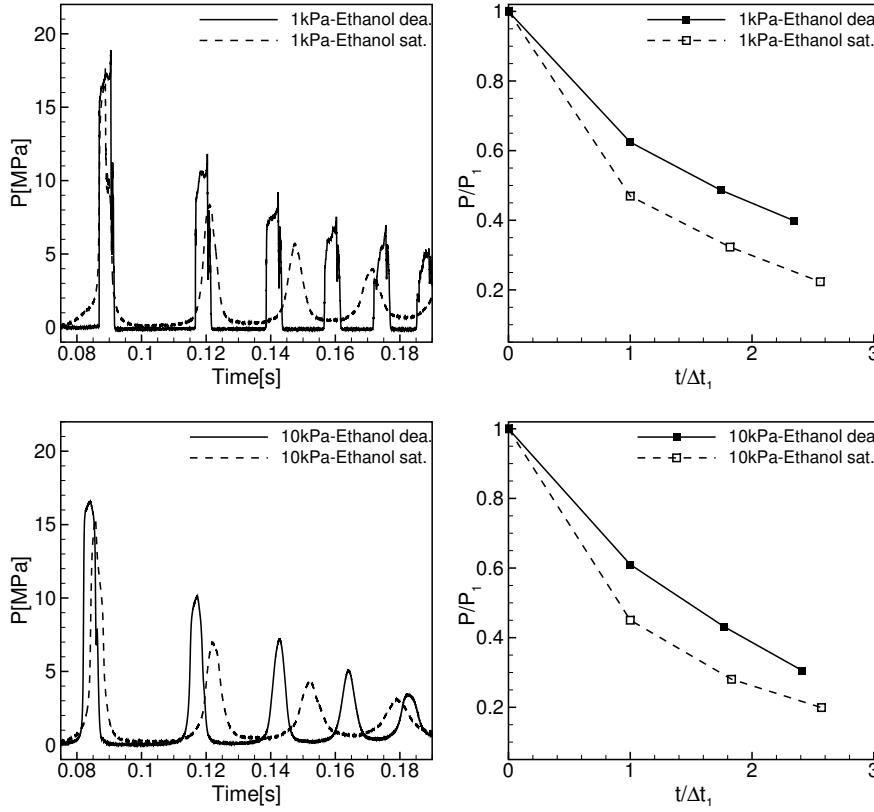 P[MPa]
20
15
10
5
0
0.08 0.1 0.12 0.14 0.16 0.18
Time[s]
1kPa-Ethanol dea.
1kPa-Ethanol sat.
P/P1
1
0.8
0.6
0.4
0.2
0 1 2 3
t/Δt1
1kPa-Ethanol dea.
1kPa-Ethanol sat.
P[MPa]
20
15
10
5
0
0.08 0.1 0.12 0.14 0.16 0.18
Time[s]
10kPa-Ethanol dea.
10kPa-Ethanol sat.
P/P1
1
0.8
0.6
0.4
0.2
0 1 2 3
t/Δt1
10kPa-Ethanol dea.
10kPa-Ethanol sat.